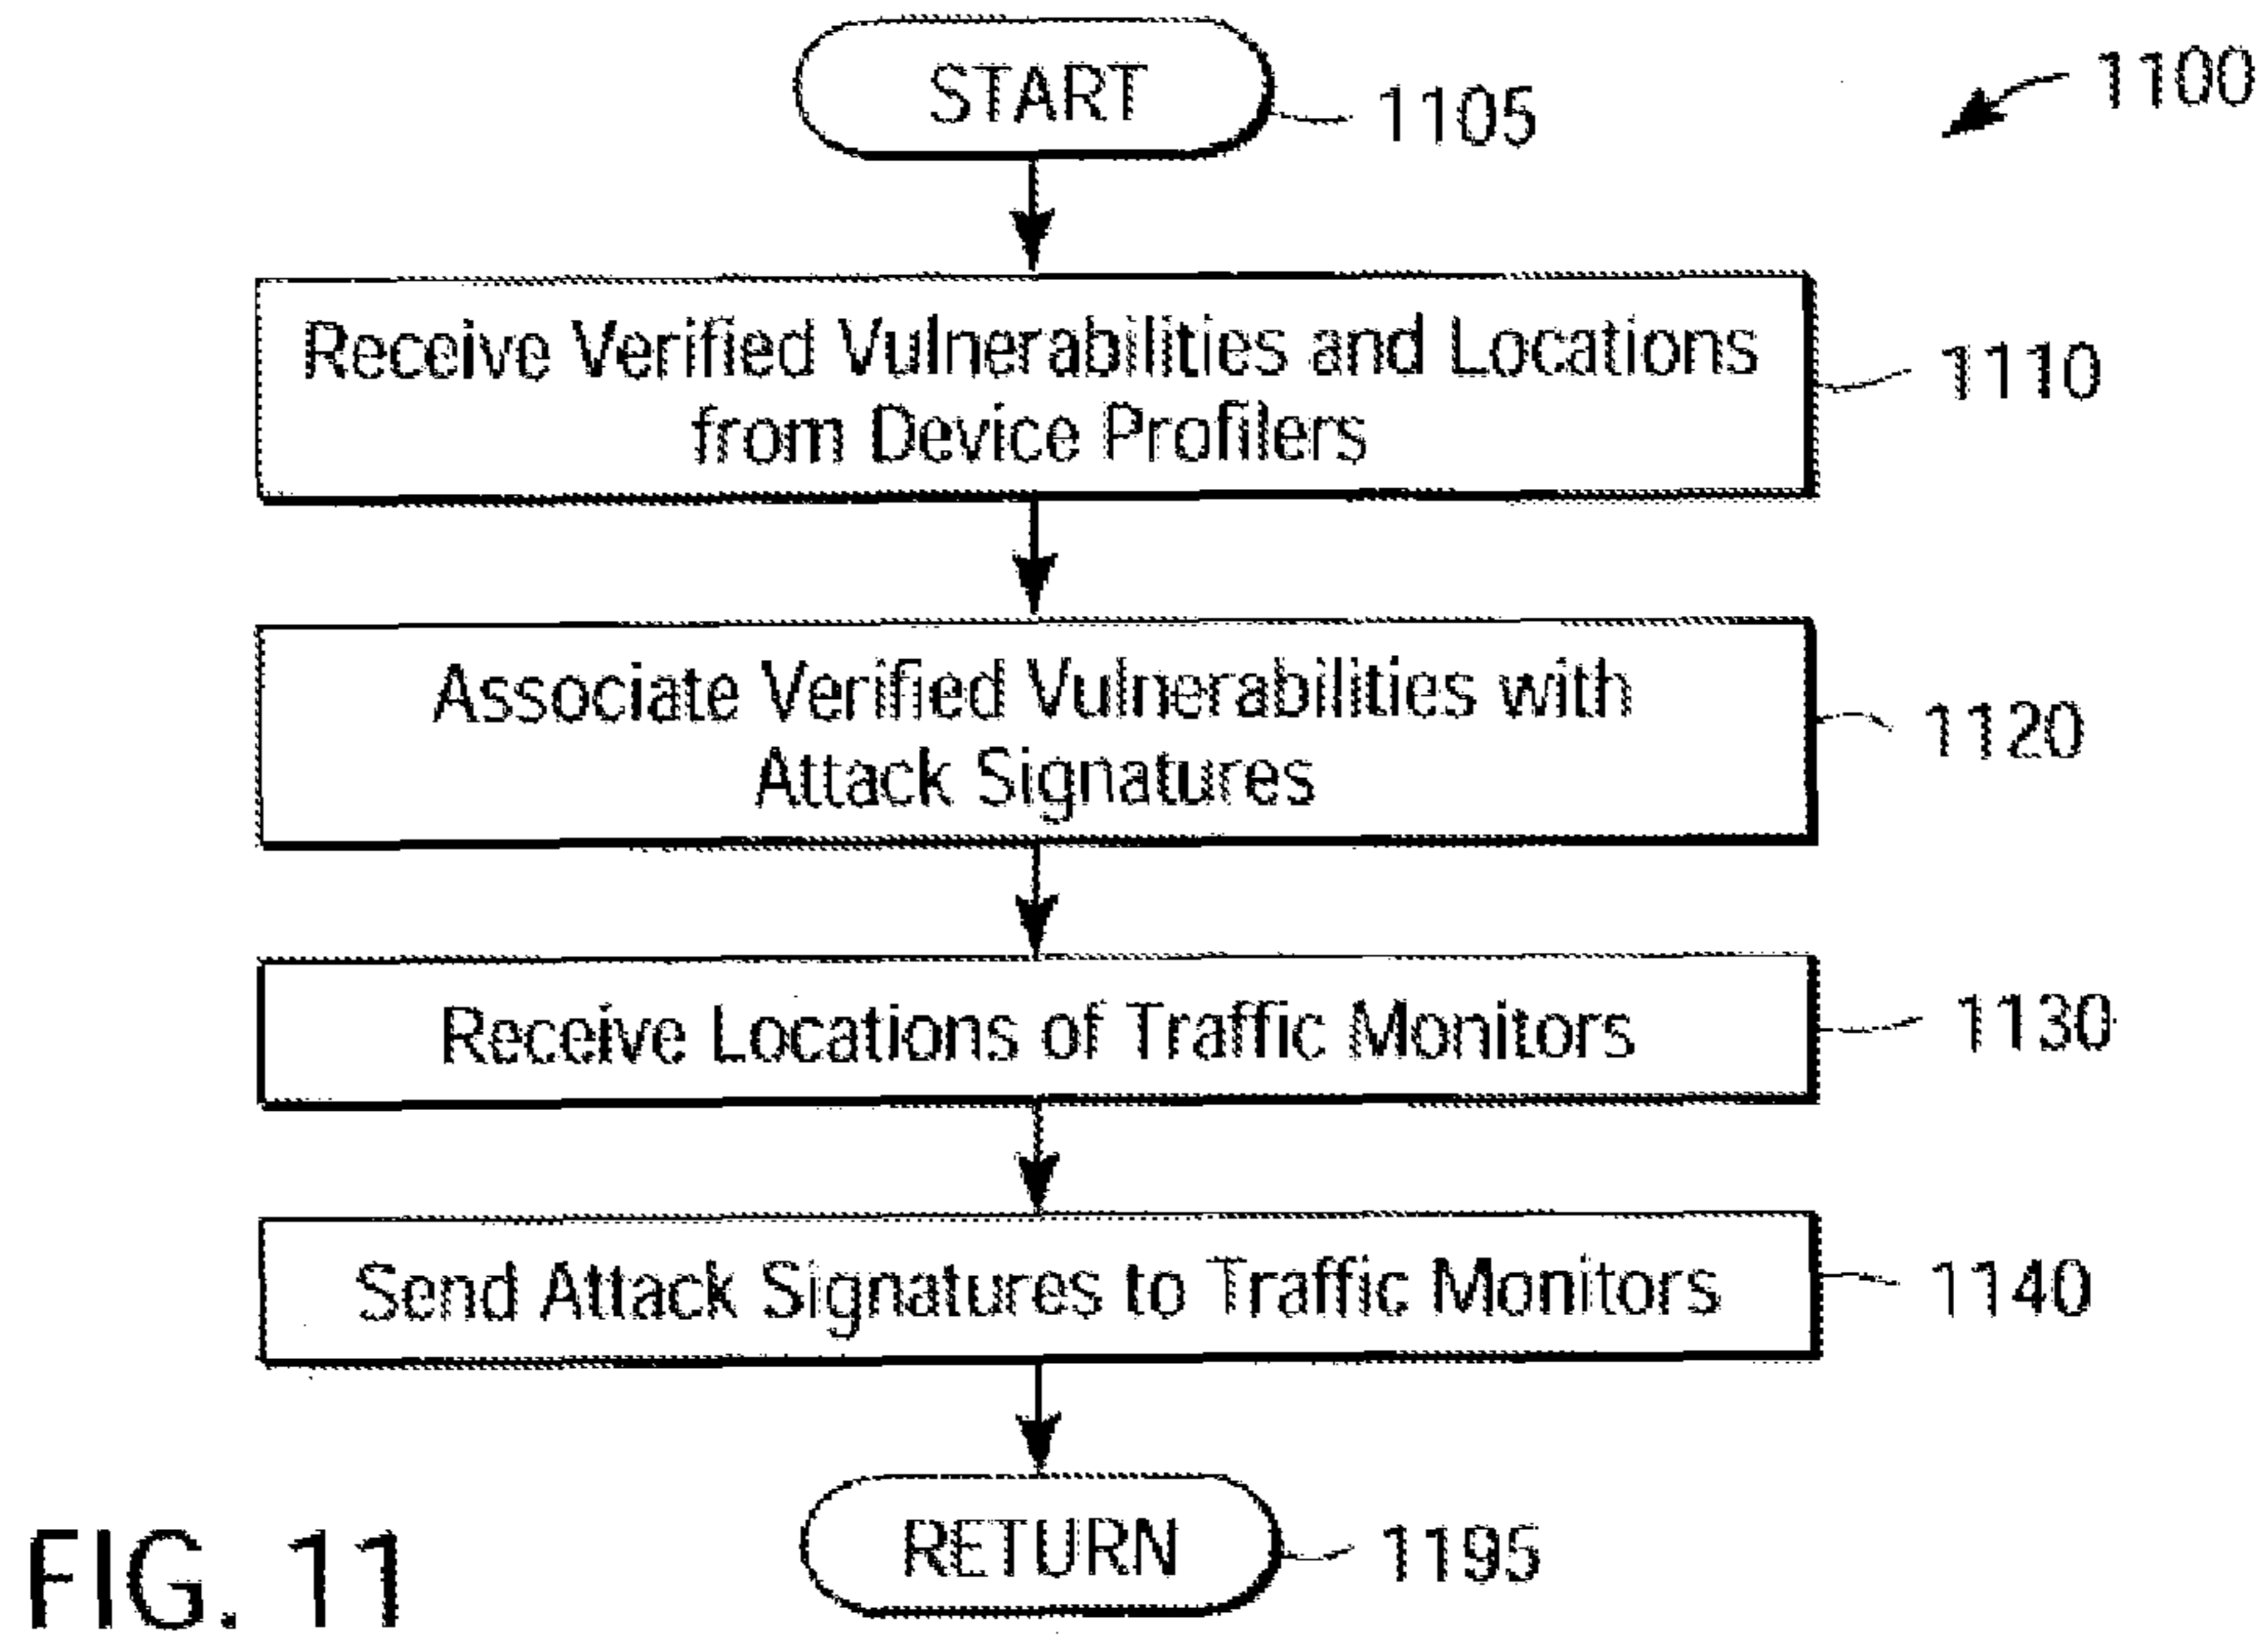 START
1105
1100
Receive Verified Vulnerabilities and Locations
from Device Profilers
1110
Associate Verified Vulnerabilities with
Attack Signatures
1120
Receive Locations of Traffic Monitors
1130
Send Attack Signatures to Traffic Monitors
1140
RETURN
1195
FIG. 11